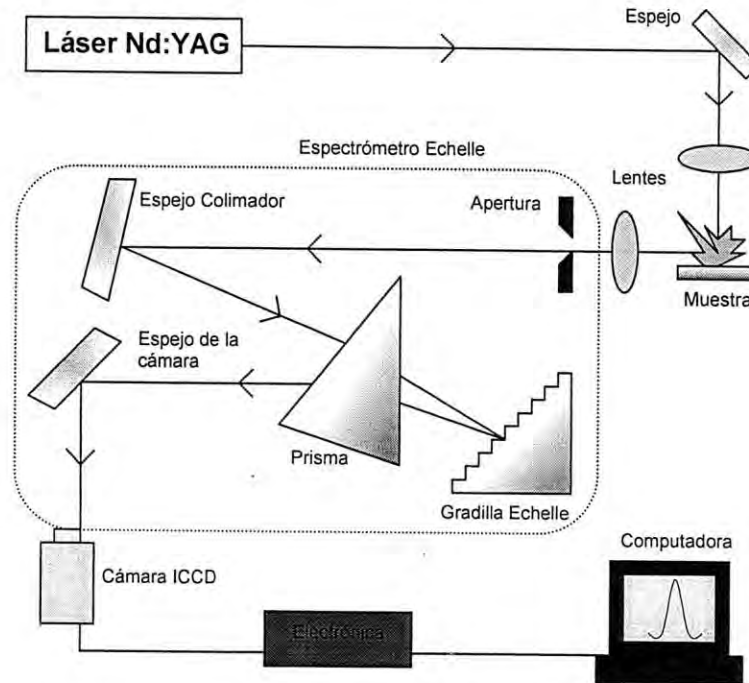 Espejo
Láser Nd:YAG
Espectrómetro Echelle
Lentes
Espejo Colimador
Apertura
Muestra
Espejo de la
cámara
Prisma
Gradilla Echelle
Computadora
Cámara ICCD
Electrónica